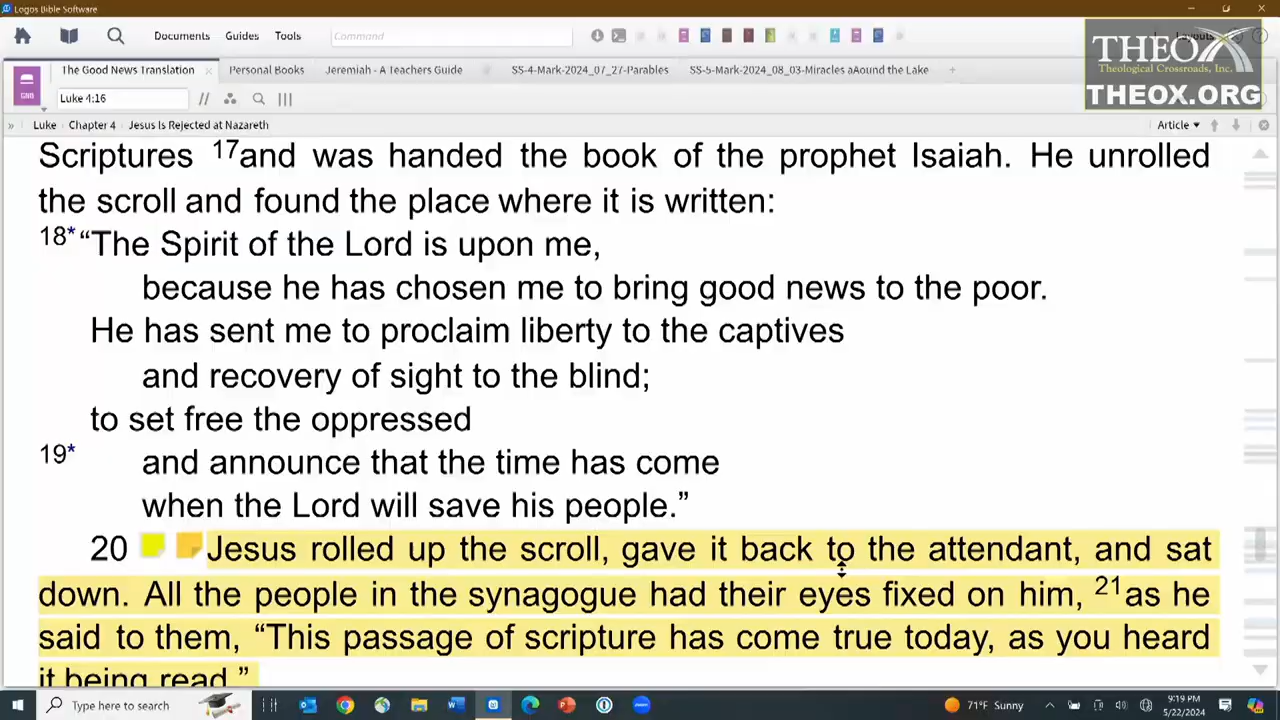 Logos Bible Software
Documents Guides Tools Command Layouts
The Good News Translation Personal Books Jeremiah - A Teacher's Guide SS-4-Mark-2024_07_27-Parables SS-5-Mark-2024_08_03-Miracles aAound the Lake
THEOX
Theological Crossroads, Inc.
THEOX.ORG
GNB
Luke 4:16
Luke Chapter 4 Jesus Is Rejected at Nazareth Article
Scriptures 17and was handed the book of the prophet Isaiah. He unrolled
the scroll and found the place where it is written:
18* “The Spirit of the Lord is upon me,
because he has chosen me to bring good news to the poor.
He has sent me to proclaim liberty to the captives
and recovery of sight to the blind;
to set free the oppressed
19* and announce that the time has come
when the Lord will save his people.”
20 Jesus rolled up the scroll, gave it back to the attendant, and sat
down. All the people in the synagogue had their eyes fixed on him, 21as he
said to them, “This passage of scripture has come true today, as you heard
it being read.”
Type here to search
71°F Sunny
9:19 PM
5/22/2024